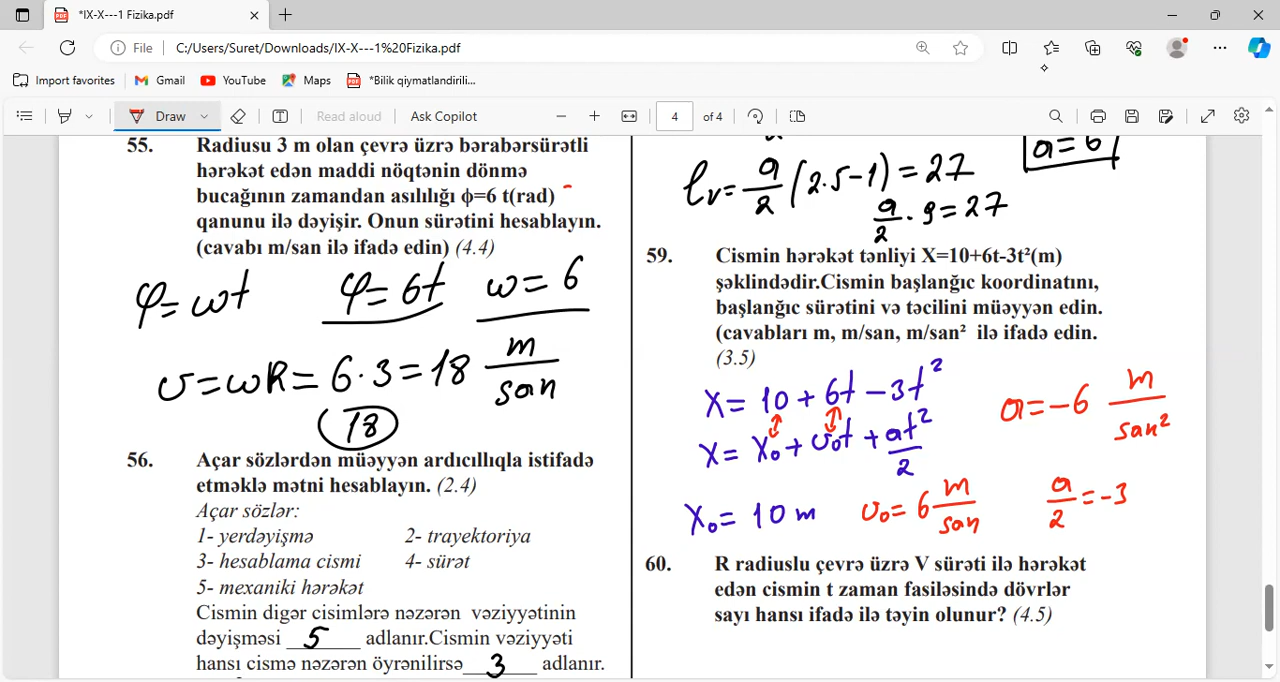 *IX-X---1 Fizika.pdf
File C:/Users/Suret/Downloads/IX-X---1%20Fizika.pdf
Import favorites Gmail YouTube Maps *Bilik qiymatlandirili...
Draw Read aloud Ask Copilot 4 of 4
55. Radiusu 3 m olan çevrə üzrə bərabərsürətli
hərəkət edən maddi nöqtənin dönmə
bucağının zamandan asılılığı ϕ=6 t(rad)
qanunu ilə dəyişir. Onun sürətini hesablayın.
(cavabı m/san ilə ifadə edin) (4.4)
φ=ωt φ=6t ω=6
υ=ωR=6·3=18 m/san
18
56. Açar sözlərdən müəyyən ardıcıllıqla istifadə
etməklə mətni hesablayın. (2.4)
Açar sözlər:
1- yerdəyişmə 2- trayektoriya
3- hesablama cismi 4- sürət
5- mexaniki hərəkət
Cismin digər cisimlərə nəzərən vəziyyətinin
dəyişməsi __5__ adlanır.Cismin vəziyyəti
hansı cismə nəzərən öyrənilirsə __3__ adlanır.
a=6
lv=a/2(2·5-1)=27
a/2·9=27
59. Cismin hərəkət tənliyi X=10+6t-3t²(m)
şəklindədir.Cismin başlanğıc koordinatını,
başlanğıc sürətini və təcilini müəyyən edin.
(cavabları m, m/san, m/san² ilə ifadə edin.
(3.5)
x=10+6t-3t²
x=x₀+υ₀t+at²/2
a=-6 m/san²
x₀=10m υ₀=6 m/san a/2=-3
60. R radiuslu çevrə üzrə V sürəti ilə hərəkət
edən cismin t zaman fasiləsində dövrlər
sayı hansı ifadə ilə təyin olunur? (4.5)